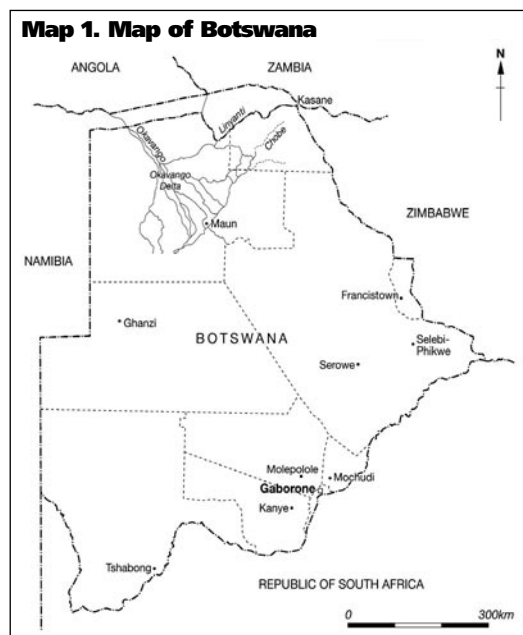 Map 1. Map of Botswana
ANGOLA
ZAMBIA
N
Kasane
Linyanti
Okavango
Chobe
Okavango
Delta
Maun
ZIMBABWE
NAMIBIA
Francistown
Ghanzi
BOTSWANA
Selebi-
Phikwe
Serowe
Molepolole
Mochudi
Gaborone
Kanye
Tshabong
REPUBLIC OF SOUTH AFRICA
0 300km